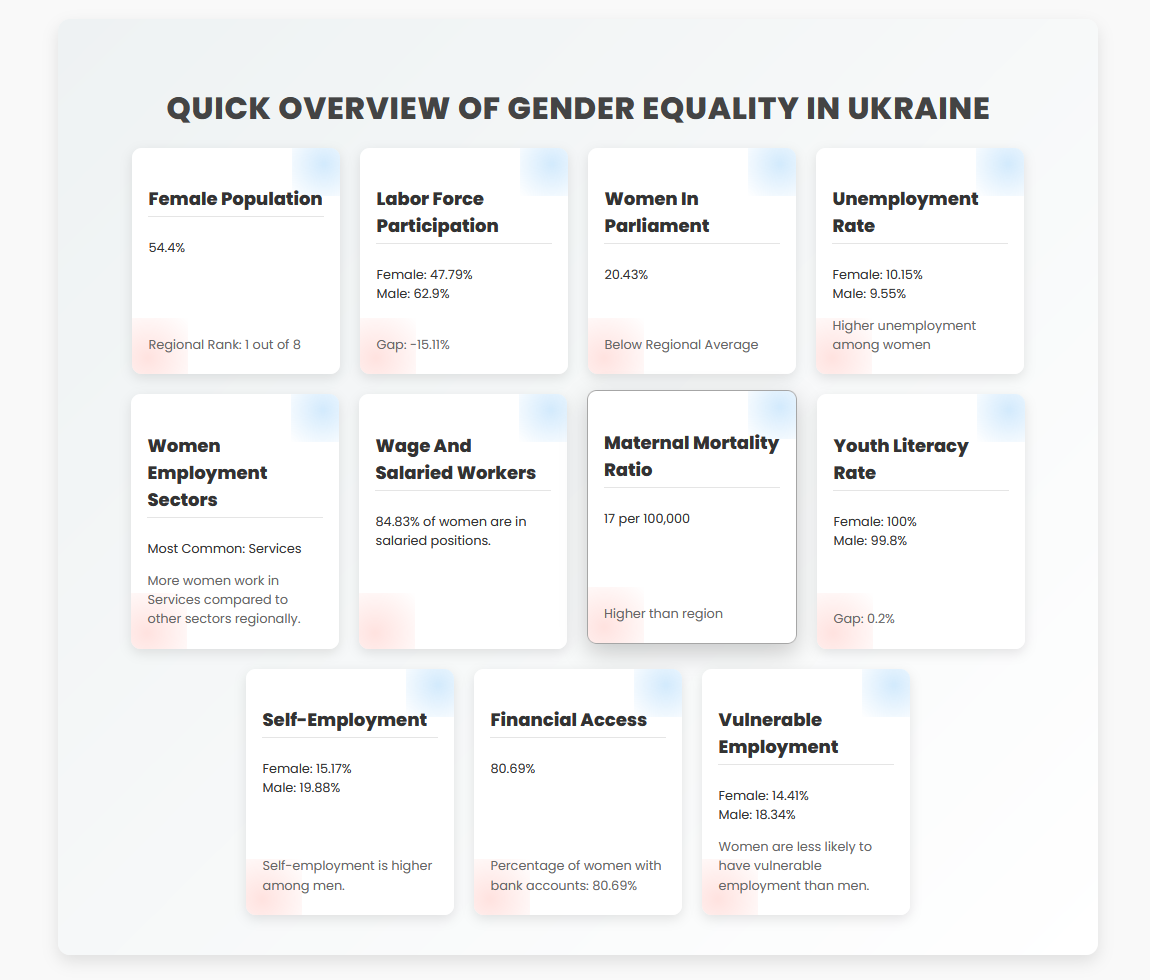 QUICK OVERVIEW OF GENDER EQUALITY IN UKRAINE
Female Population
54.4%
Regional Rank: 1 out of 8
Labor Force
Participation
Female: 47.79%
Male: 62.9%
Gap: -15.11%
Women In
Parliament
20.43%
Below Regional Average
Unemployment
Rate
Female: 10.15%
Male: 9.55%
Higher unemployment
among women
Women
Employment
Sectors
Most Common: Services
More women work in
Services compared to
other sectors regionally.
Wage And
Salaried Workers
84.83% of women are in
salaried positions.
Maternal Mortality
Ratio
17 per 100,000
Higher than region
Youth Literacy
Rate
Female: 100%
Male: 99.8%
Gap: 0.2%
Self-Employment
Female: 15.17%
Male: 19.88%
Self-employment is higher
among men.
Financial Access
80.69%
Percentage of women with
bank accounts: 80.69%
Vulnerable
Employment
Female: 14.41%
Male: 18.34%
Women are less likely to
have vulnerable
employment than men.